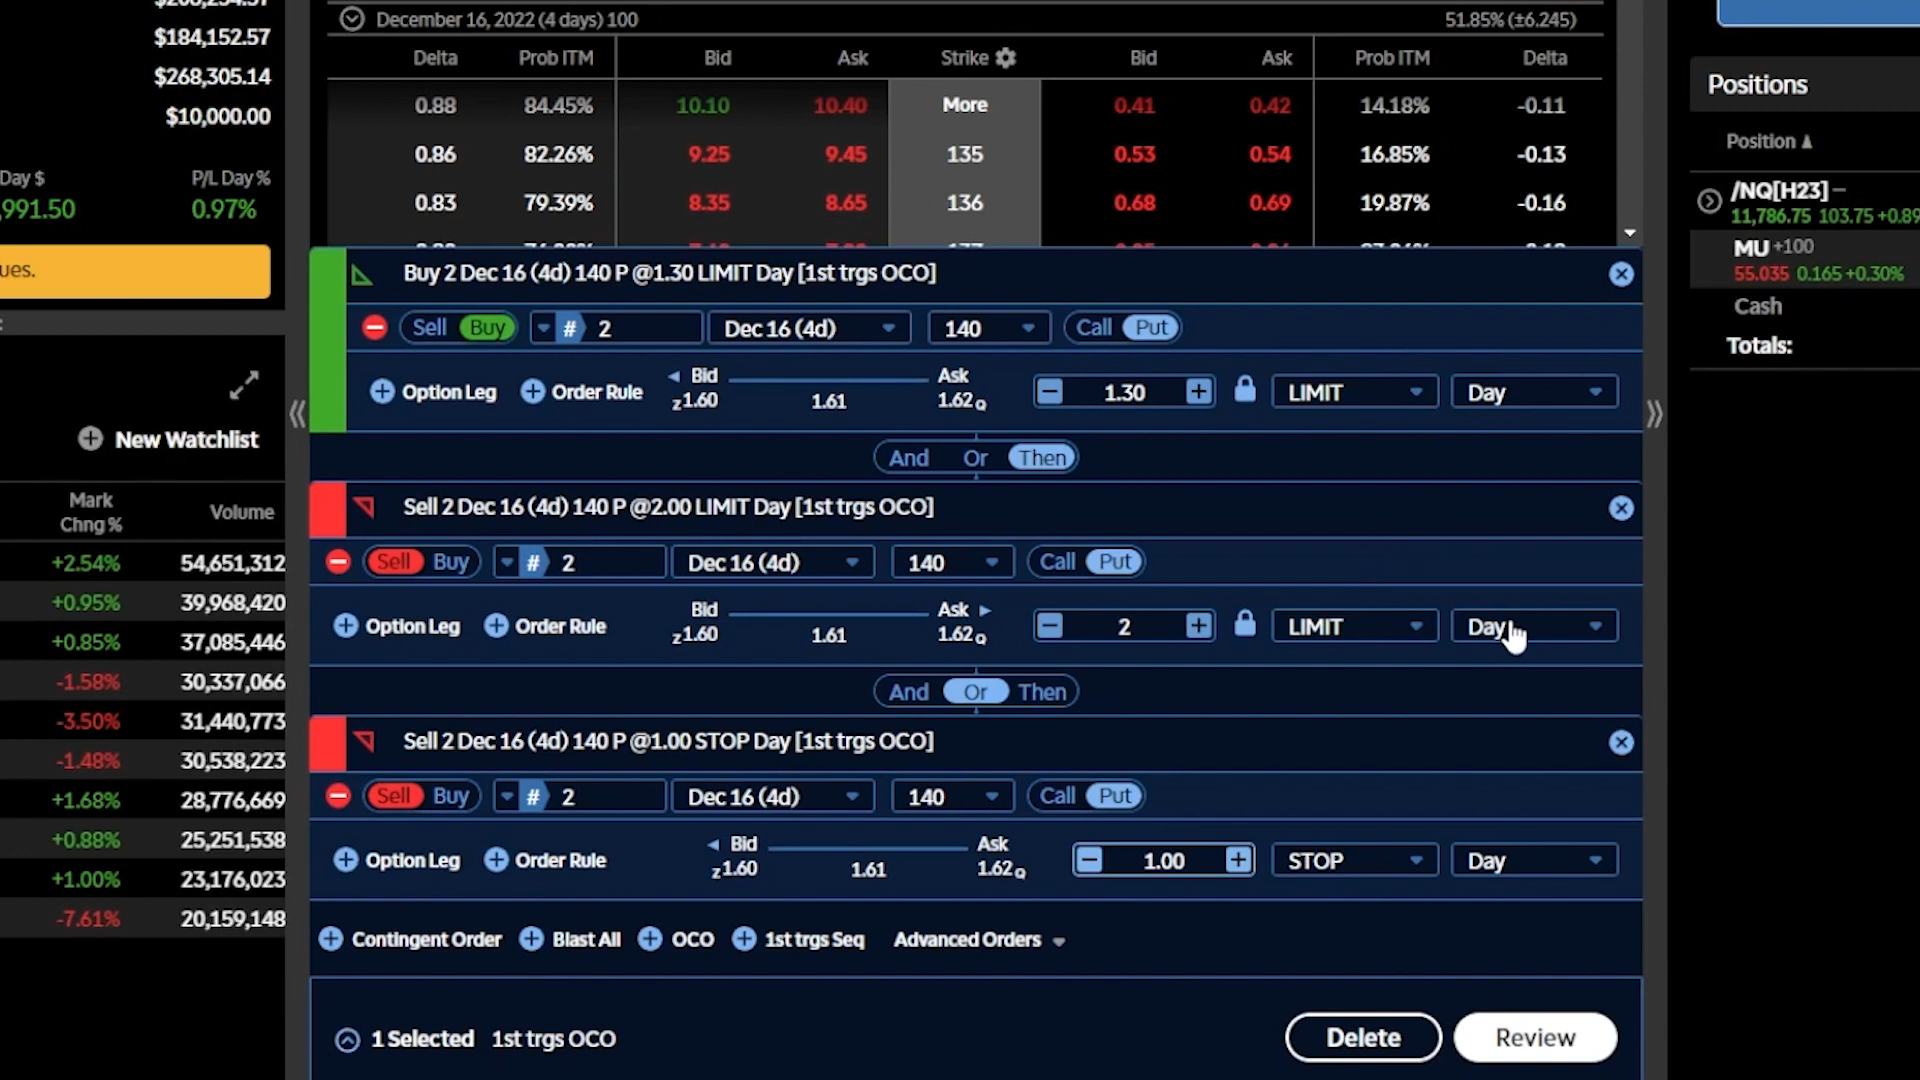 $184,152.57
$268,305.14
$10,000.00
Day $ P/L Day %
,991.50 0.97%
ues.
New Watchlist
Mark
Chng % Volume
+2.54% 54,651,312
+0.95% 39,968,420
+0.85% 37,085,446
-1.58% 30,337,066
-3.50% 31,440,773
-1.48% 30,538,223
+1.68% 28,776,669
+0.88% 25,251,538
+1.00% 23,176,023
-7.61% 20,159,148
December 16, 2022 (4 days) 100 51.85% (±6.245)
Delta Prob ITM Bid Ask Strike Bid Ask Prob ITM Delta
0.88 84.45% 10.10 10.40 More 0.41 0.42 14.18% -0.11
0.86 82.26% 9.25 9.45 135 0.53 0.54 16.85% -0.13
0.83 79.39% 8.35 8.65 136 0.68 0.69 19.87% -0.16
Buy 2 Dec 16 (4d) 140 P @1.30 LIMIT Day [1st trgs OCO]
Sell Buy # 2 Dec 16 (4d) 140 Call Put
Option Leg Order Rule Bid z1.60 1.61 Ask 1.62Q 1.30 LIMIT Day
And Or Then
Sell 2 Dec 16 (4d) 140 P @2.00 LIMIT Day [1st trgs OCO]
Sell Buy # 2 Dec 16 (4d) 140 Call Put
Option Leg Order Rule Bid z1.60 1.61 Ask 1.62Q 2 LIMIT Day
And Or Then
Sell 2 Dec 16 (4d) 140 P @1.00 STOP Day [1st trgs OCO]
Sell Buy # 2 Dec 16 (4d) 140 Call Put
Option Leg Order Rule Bid z1.60 1.61 Ask 1.62Q 1.00 STOP Day
Contingent Order Blast All OCO 1st trgs Seq Advanced Orders
1 Selected 1st trgs OCO Delete Review
Positions
Position
/NQ[H23]
11,786.75 103.75 +0.89
MU +100
55.035 0.165 +0.30%
Cash
Totals: